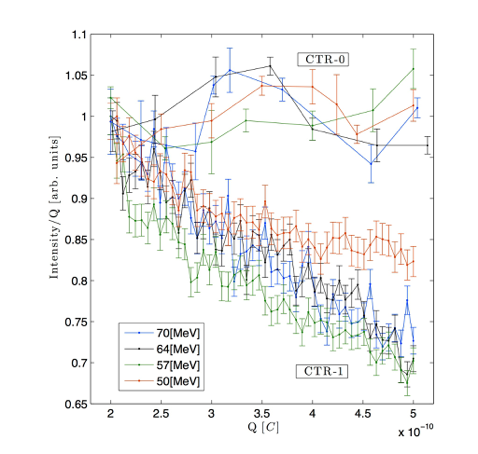 1.1
1.05
1
0.95
0.9
0.85
0.8
0.75
0.7
0.65
Intensity/Q [arb. units]
CTR-0
CTR-1
70[MeV]
64[MeV]
57[MeV]
50[MeV]
2 2.5 3 3.5 4 4.5 5
Q [C]
x 10⁻¹⁰